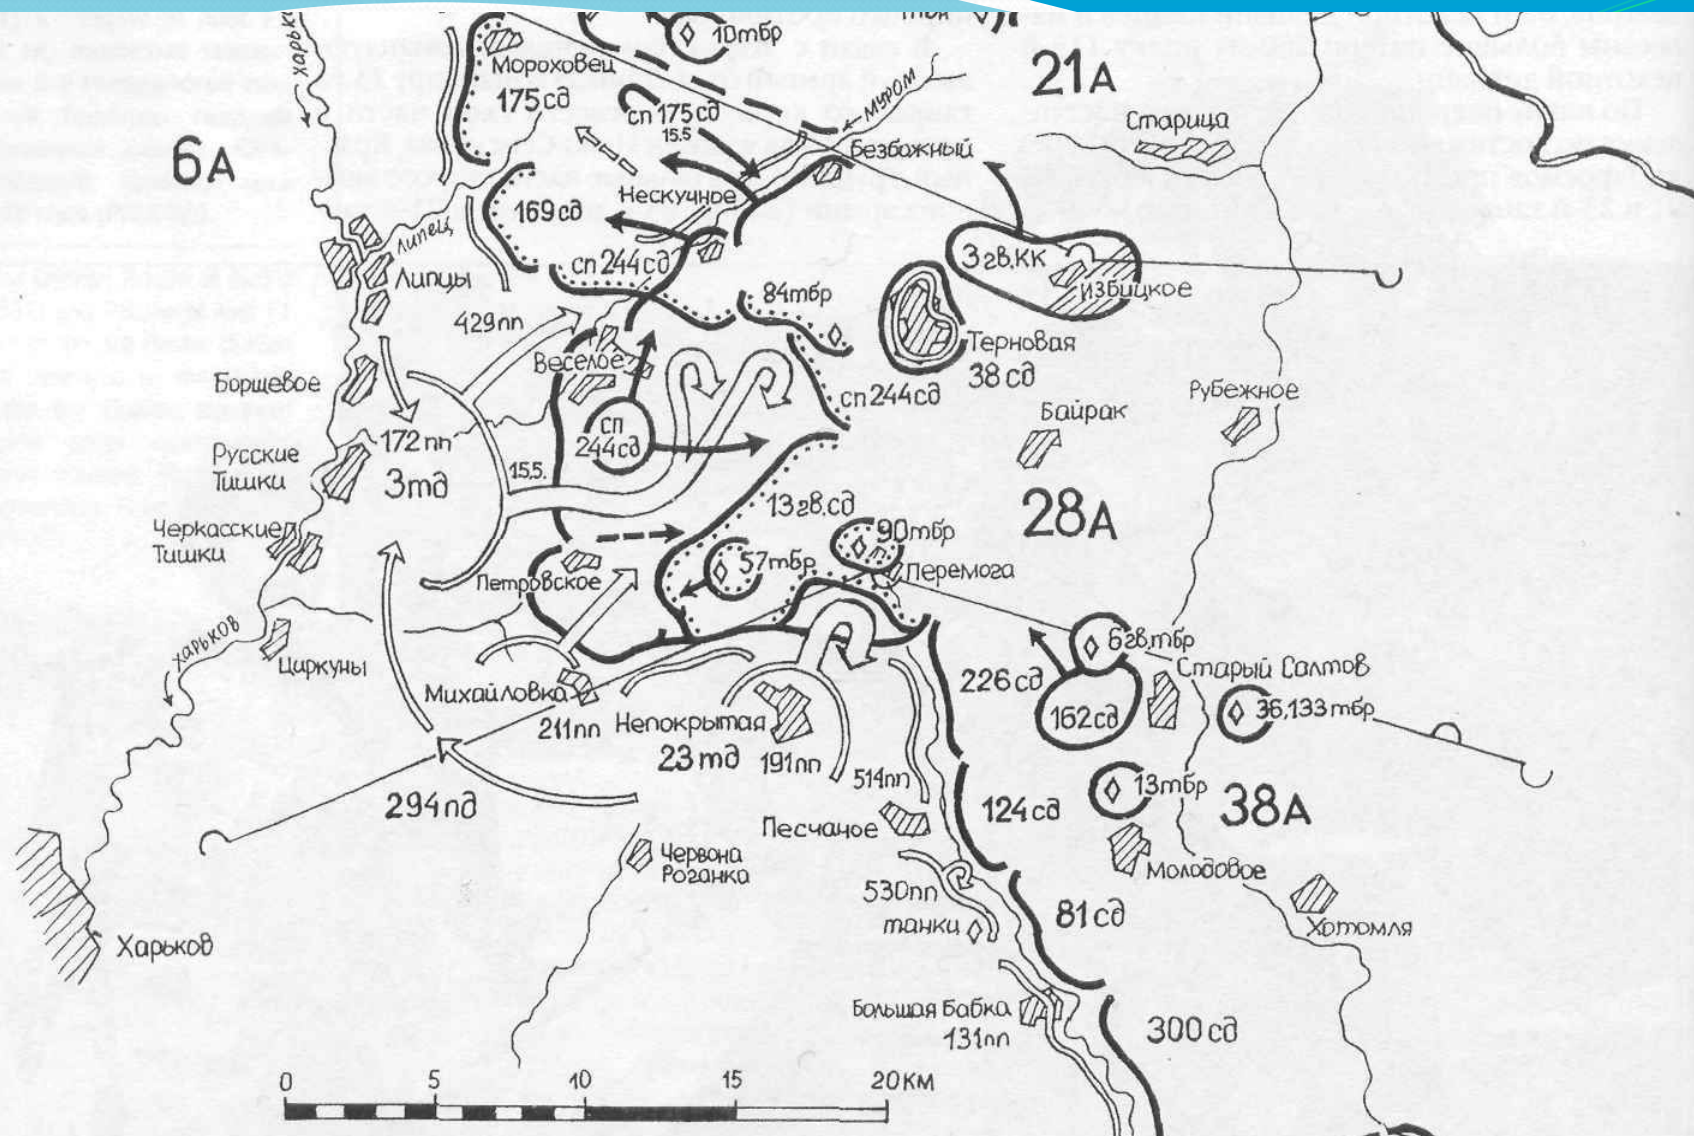 Харьков
10тбр
Мороховец
175сд
сп 175сд
15.5
МУРОМ
21А
Старица
6А
Безбожный
Нескучное
169сд
Липец
сп 244сд
Липцы
3гв.кк
Избицкое
84тбр
429пп
Терновая
38сд
Веселое
Борщевое
сп 244сд
Рубежное
Байрак
сп
244сд
172пп
3тд
15.5.
Русские
Тишки
13гв.сд
28А
Черкасские
Тишки
90тбр
57тбр
Перемога
Петровское
Харьков
Циркуны
6гв.тбр
226сд
Старый Салтов
162сд
36,133тбр
Михайловка
211пп
Непокрытая
23тд
191пп
514пп
294пд
124сд
13тбр
38А
Песчаное
Червона
Роганка
Молодовое
530пп
танки
81сд
Хотомля
Харьков
Большая Бабка
131пп
300сд
0 5 10 15 20км